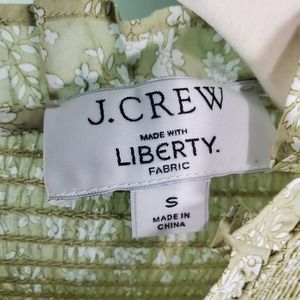 J.CREW
MADE WITH
LIBERTY.
FABRIC
S
MADE IN
CHINA